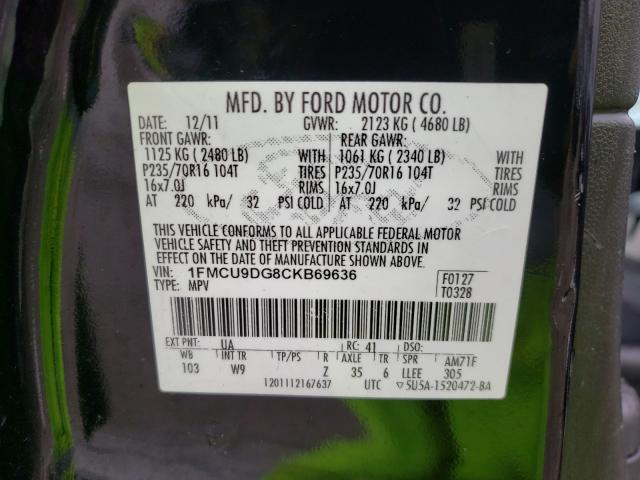 MFD. BY FORD MOTOR CO.
DATE: 12/11 GVWR: 2123 KG ( 4680 LB)
FRONT GAWR: REAR GAWR:
1125 KG ( 2480 LB) WITH 1061 KG ( 2340 LB) WITH
P235/70R16 104T TIRES P235/70R16 104T TIRES
16x7.0J RIMS 16x7.0J RIMS
AT 220 kPa/ 32 PSI COLD AT 220 kPa/ 32 PSI COLD
THIS VEHICLE CONFORMS TO ALL APPLICABLE FEDERAL MOTOR
VEHICLE SAFETY AND THEFT PREVENTION STANDARDS IN
EFFECT ON THE DATE OF MANUFACTURE SHOWN ABOVE.
VIN: 1FMCU9DG8CKB69636 F0127
TYPE: MPV T0328
EXT PNT: UA RC: 41 DSO:
WB INT TR TP/PS R AXLE TR SPR AM71F
103 W9 Z 35 6 LLEE 305
1201112167637 UTC 5U5A-1520472-BA